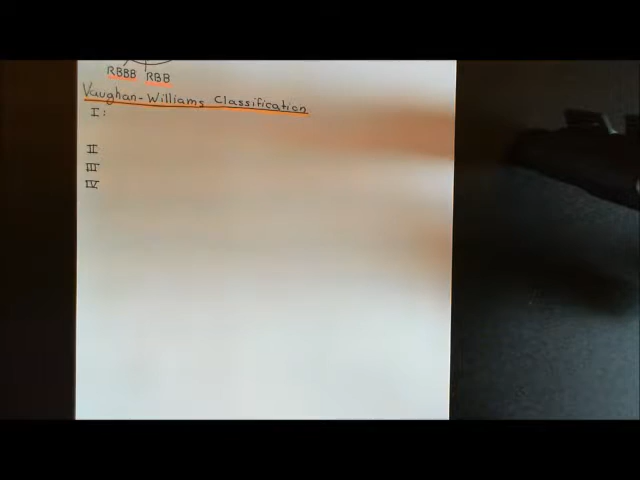 RBBB RBB
Vaughan-Williams Classification
I:
II
III
IV